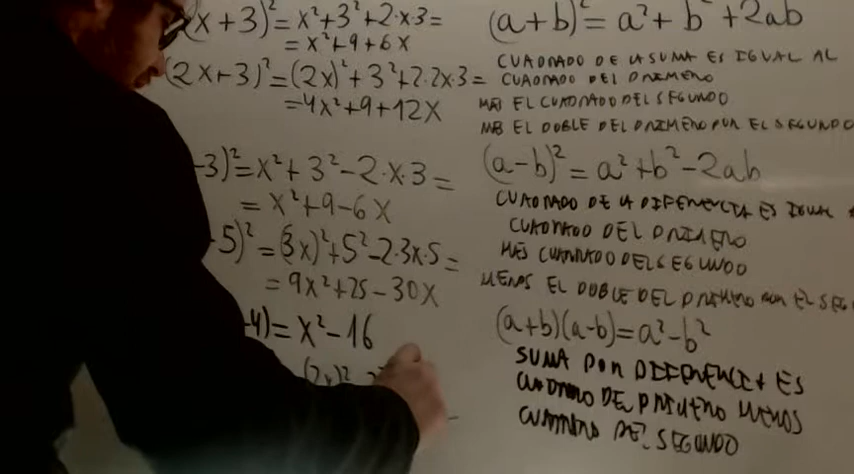 (x+3)²=x²+3²+2·x·3=
=x²+9+6x
(2x+3)²=(2x)²+3²+2·2x·3=
=4x²+9+12x
-3)²=x²+3²-2·x·3=
=x²+9-6x
-5)²=(3x)²+5²-2·3x·5=
=9x²+25-30x
-4)=x²-16
(2x)²
(a+b)²=a²+b²+2ab
CUADRADO DE LA SUMA ES IGUAL AL
CUADRADO DEL PRIMERO
MAS EL CUADRADO DEL SEGUNDO
MAS EL DOBLE DEL PRIMERO POR EL SEGUNDO
(a-b)²=a²+b²-2ab
CUADRADO DE LA DIFERENCIA ES IGUAL
CUADRADO DEL PRIMERO
MAS CUADRADO DEL SEGUNDO
MENOS EL DOBLE DEL PRIMERO POR EL SEG
(a+b)(a-b)=a²-b²
SUMA POR DIFERENCIA ES
CUADRADO DEL PRIMERO MENOS
CUADRADO DEL SEGUNDO